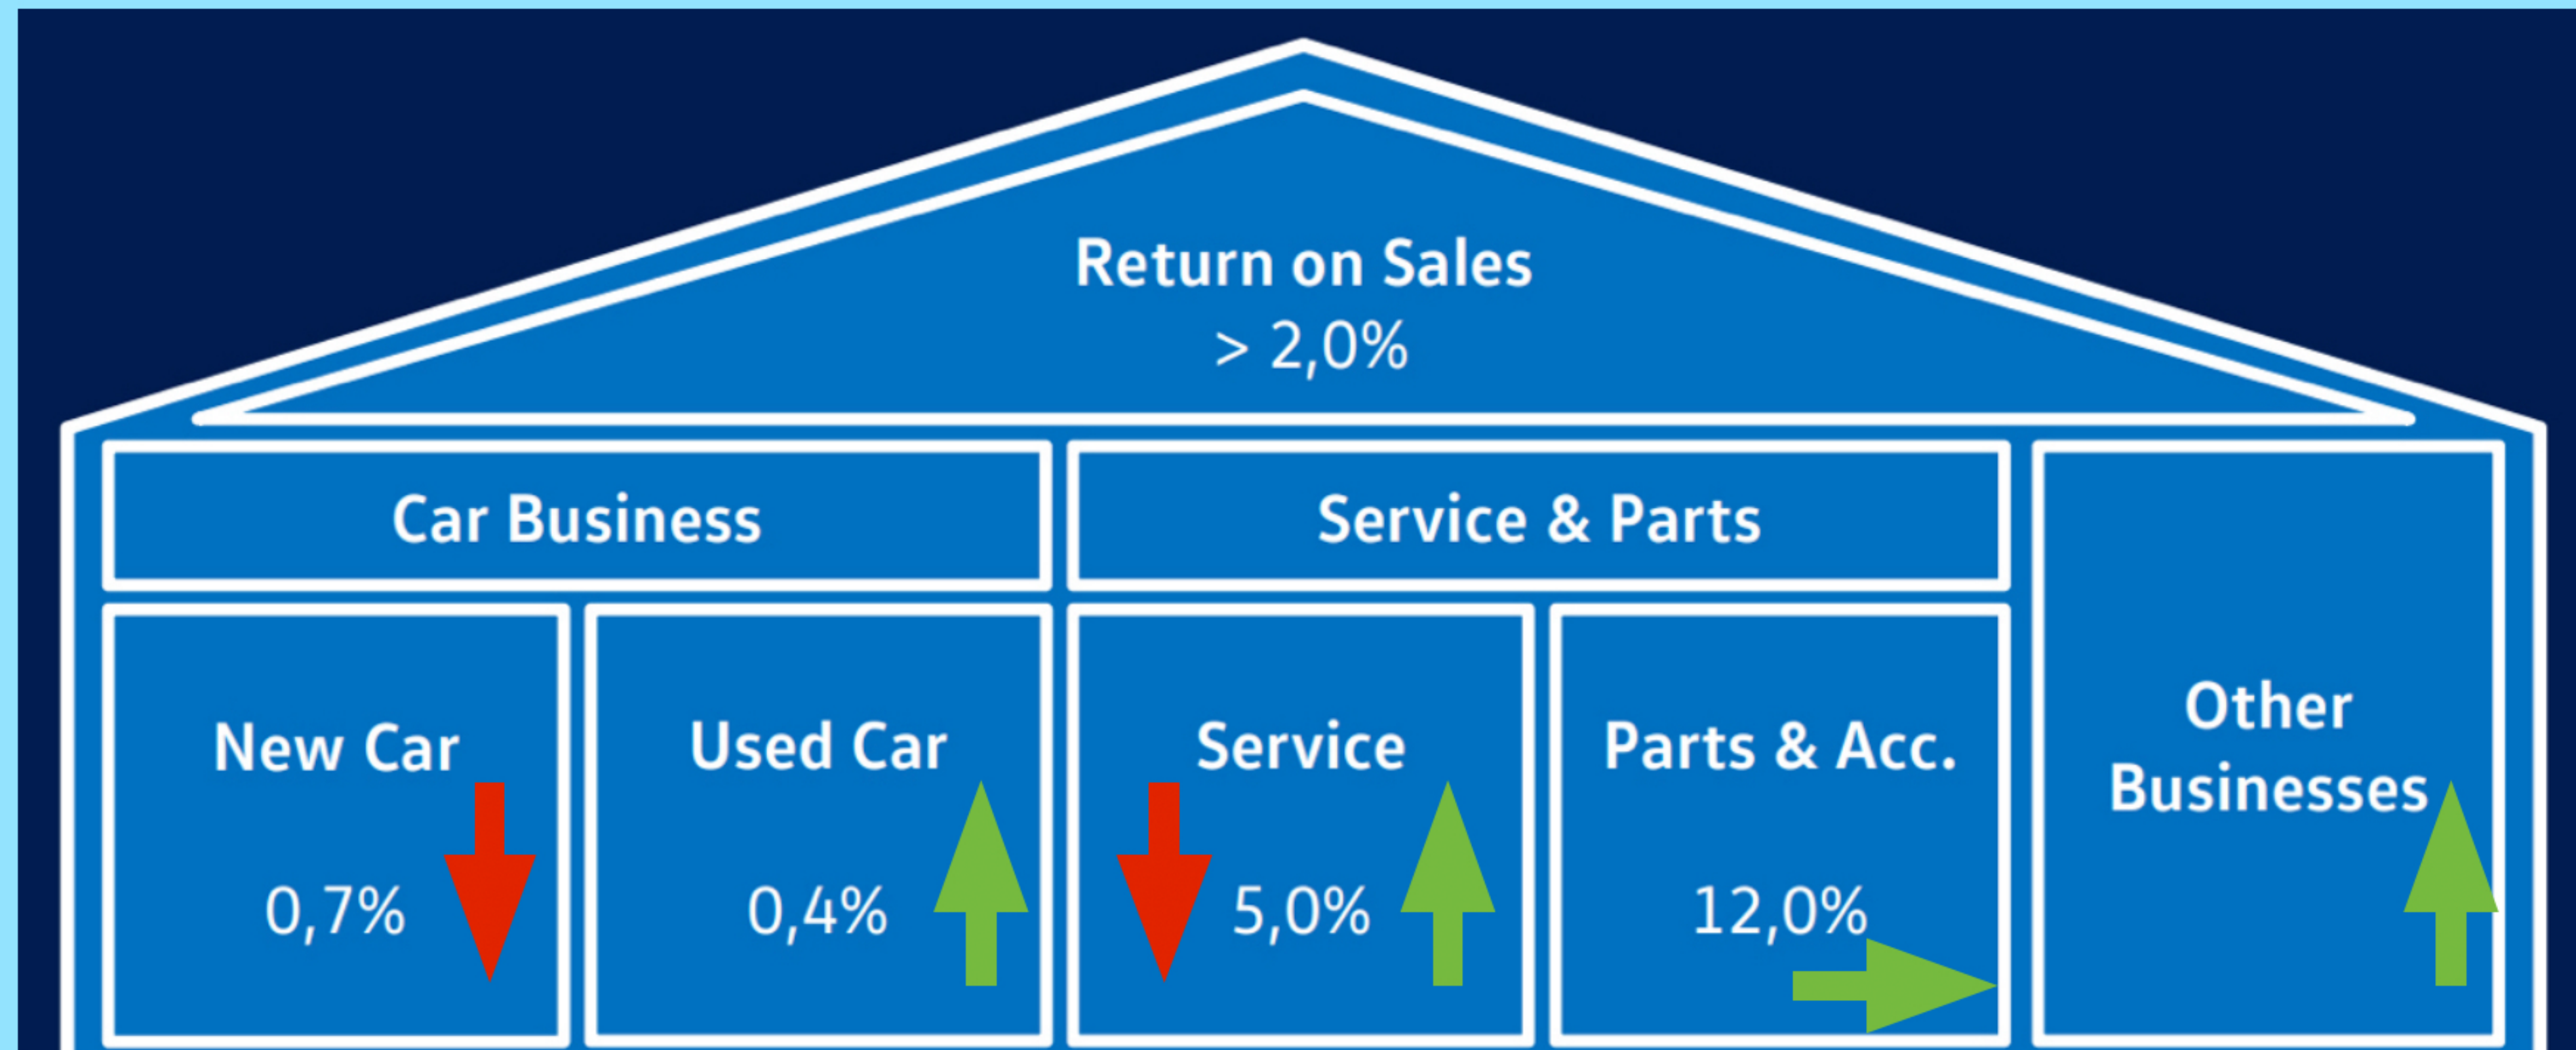 Return on Sales
> 2,0%
Car Business
Service & Parts
New Car
0,7%
Used Car
0,4%
Service
5,0%
Parts & Acc.
12,0%
Other
Businesses